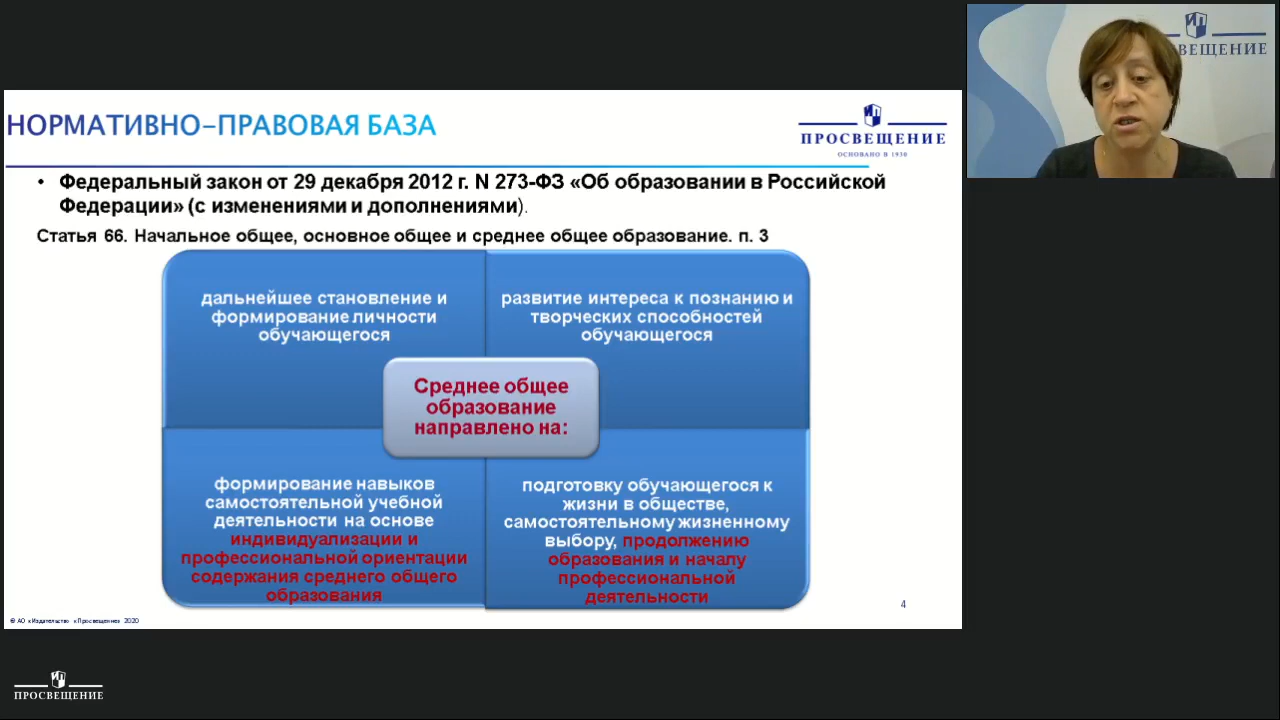 НОРМАТИВНО-ПРАВОВАЯ БАЗА
ПРОСВЕЩЕНИЕ
ОСНОВАНО В 1930
• Федеральный закон от 29 декабря 2012 г. N 273-ФЗ «Об образовании в Российской
Федерации» (с изменениями и дополнениями).
Статья 66. Начальное общее, основное общее и среднее общее образование. п. 3
дальнейшее становление и
формирование личности
обучающегося
развитие интереса к познанию и
творческих способностей
обучающегося
Среднее общее
образование
направлено на:
формирование навыков
самостоятельной учебной
деятельности на основе
индивидуализации и
профессиональной ориентации
содержания среднего общего
образования
подготовку обучающегося к
жизни в обществе,
самостоятельному жизненному
выбору, продолжению
образования и началу
профессиональной
деятельности
4
© АО «Издательство «Просвещение» 2020
ПРОСВЕЩЕНИЕ
СВЕЩЕНИЕ